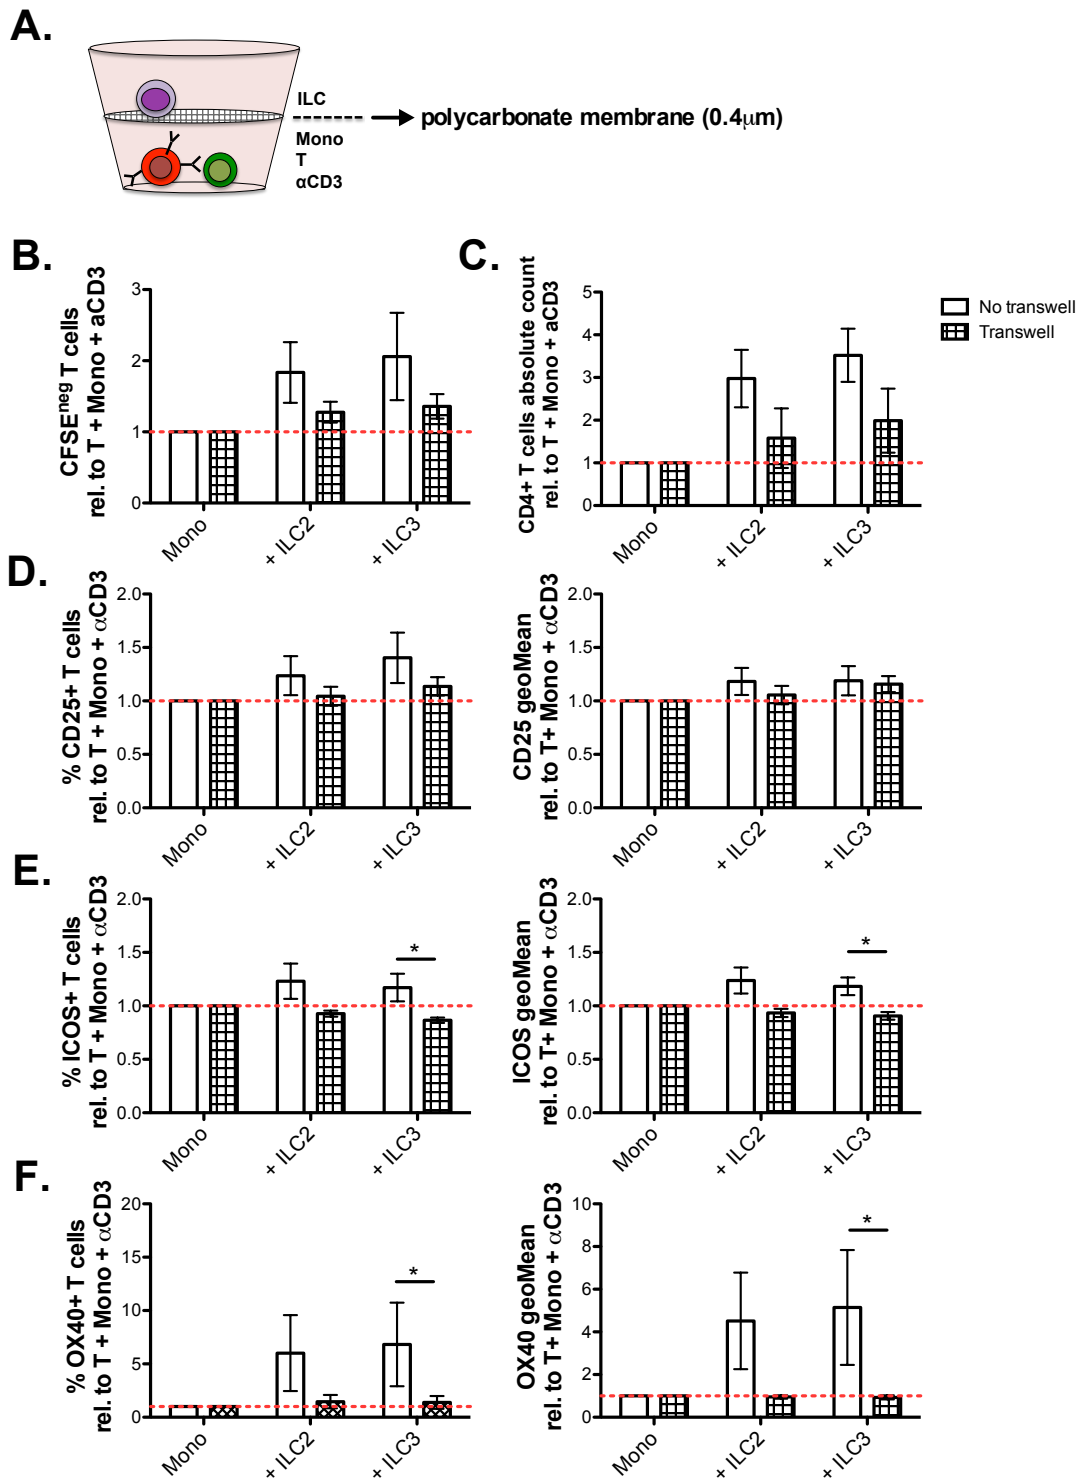 A.
ILC
Mono
T
αCD3
polycarbonate membrane (0.4μm)
B.
CFSEneg T cells
rel. to T + Mono + aCD3
3
2
1
0
Mono
+ ILC2
+ ILC3
C.
CD4+ T cells absolute count
rel. to T + Mono + aCD3
5
4
3
2
1
0
Mono
+ ILC2
+ ILC3
No transwell
Transwell
D.
% CD25+ T cells
rel. to T + Mono + αCD3
2.0
1.5
1.0
0.5
0.0
Mono
+ ILC2
+ ILC3
CD25 geoMean
rel. to T+ Mono + αCD3
2.0
1.5
1.0
0.5
0.0
Mono
+ ILC2
+ ILC3
E.
% ICOS+ T cells
rel. to T + Mono + αCD3
2.0
1.5
1.0
0.5
0.0
*
Mono
+ ILC2
+ ILC3
ICOS geoMean
rel. to T+ Mono + αCD3
2.0
1.5
1.0
0.5
0.0
*
Mono
+ ILC2
+ ILC3
F.
% OX40+ T cells
rel. to T + Mono + αCD3
20
15
10
5
0
*
Mono
+ ILC2
+ ILC3
OX40 geoMean
rel. to T+ Mono + αCD3
10
8
6
4
2
0
*
Mono
+ ILC2
+ ILC3